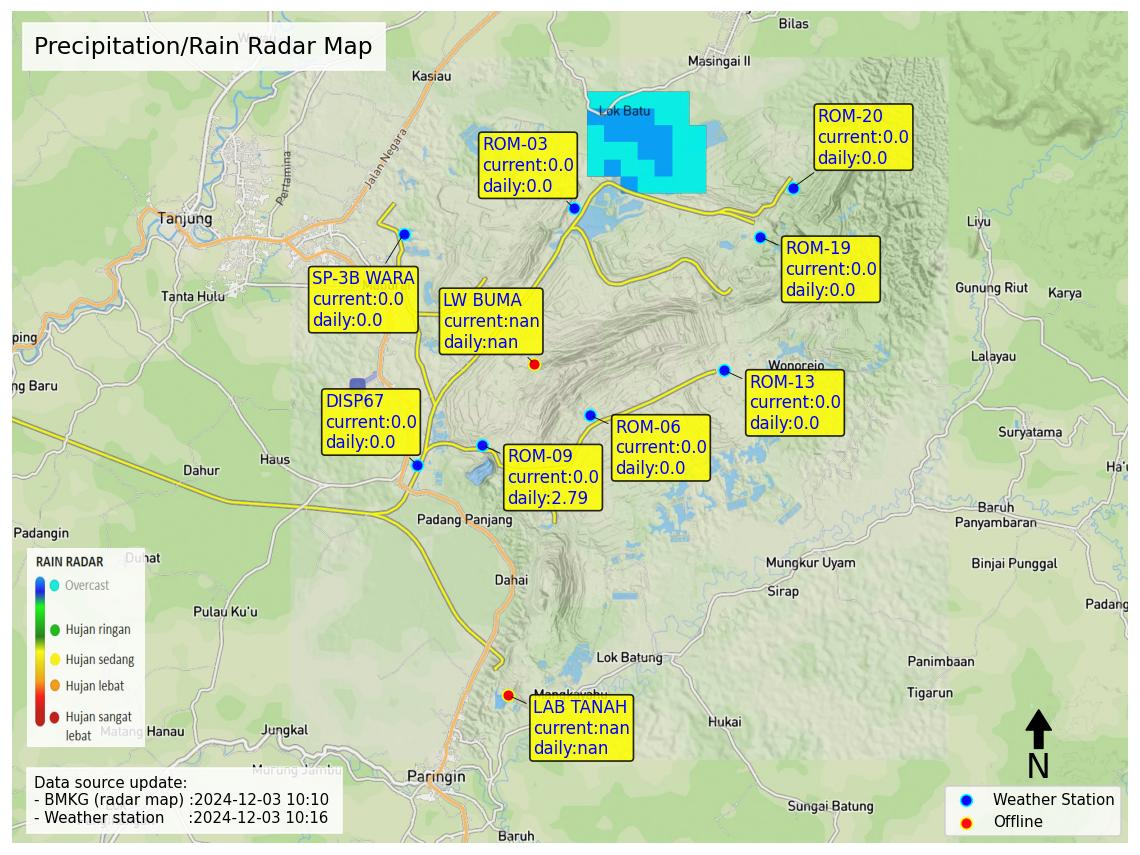 Precipitation/Rain Radar Map
Bilas
Masingai II
Kasiau
Lok Batu
Jalan Negara
Pertamina
Tanjung
Tanta Hulu
ping
ng Baru
ROM-03
current:0.0
daily:0.0
ROM-20
current:0.0
daily:0.0
ROM-19
current:0.0
daily:0.0
SP-3B WARA
current:0.0
daily:0.0
LW BUMA
current:nan
daily:nan
Liyu
Gunung Riut
Karya
Lalayau
Wonorejo
ROM-13
current:0.0
daily:0.0
DISP67
current:0.0
daily:0.0
ROM-06
current:0.0
daily:0.0
ROM-09
current:0.0
daily:2.79
Suryatama
Ha'u
Haus
Dahur
Padang Panjang
Baruh
Panyambaran
Padangin
Duhat
Dahai
Mungkur Uyam
Binjai Punggal
Sirap
Padang
Pulau Ku'u
RAIN RADAR
Overcast
Hujan ringan
Hujan sedang
Hujan lebat
Hujan sangat
lebat
Lok Batung
Panimbaan
Tigarun
Mangkayahu
LAB TANAH
current:nan
daily:nan
Hukai
Matang Hanau
Jungkal
Murung Jambu
Paringin
Sungai Batung
Baruh
Data source update:
- BMKG (radar map) :2024-12-03 10:10
- Weather station :2024-12-03 10:16
N
Weather Station
Offline